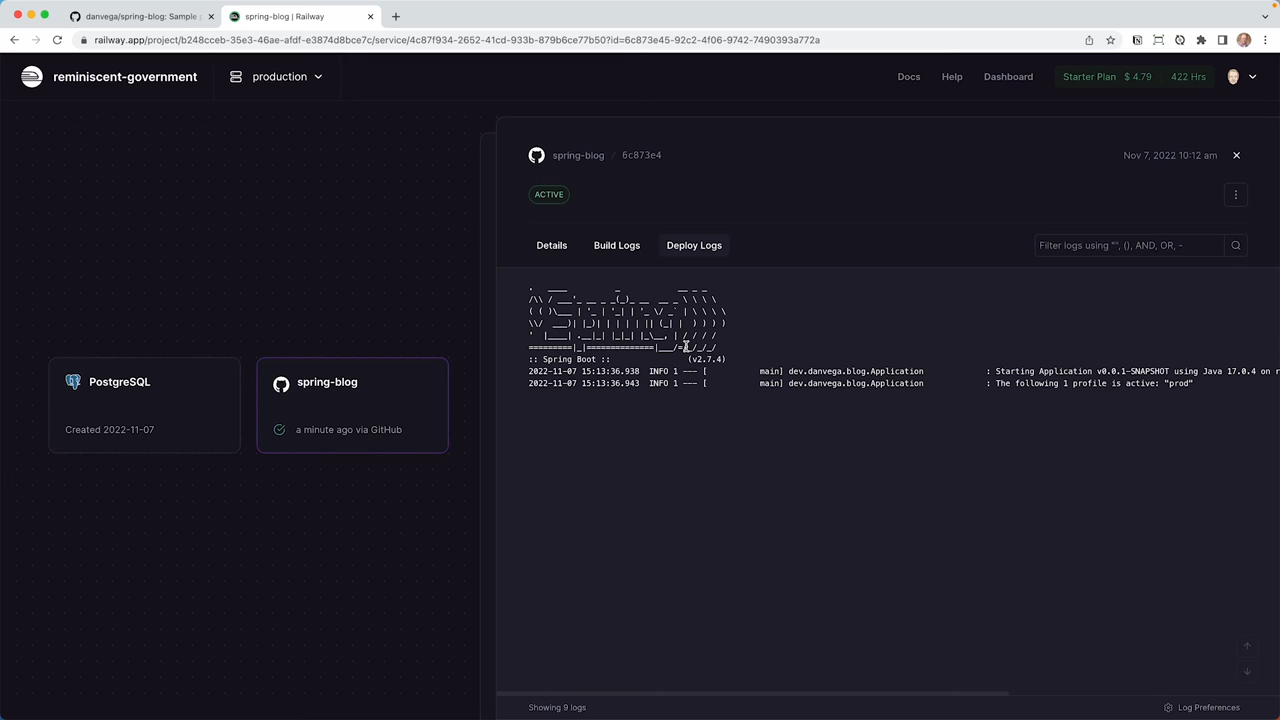 danvega/spring-blog: Sample
spring-blog | Railway
railway.app/project/b248cceb-35e3-46ae-afdf-e3874d8bce7c/service/4c87f934-2652-41cd-933b-879b6ce77b50?id=6c873e45-92c2-4f06-9742-7490393a772a
reminiscent-government
production
Docs
Help
Dashboard
Starter Plan $ 4.79 422 Hrs
spring-blog / 6c873e4
Nov 7, 2022 10:12 am
ACTIVE
Details
Build Logs
Deploy Logs
Filter logs using "", (), AND, OR, -
:: Spring Boot :: (v2.7.4)
2022-11-07 15:13:36.938 INFO 1 --- [ main] dev.danvega.blog.Application : Starting Application v0.0.1-SNAPSHOT using Java 17.0.4 on
2022-11-07 15:13:36.943 INFO 1 --- [ main] dev.danvega.blog.Application : The following 1 profile is active: "prod"
PostgreSQL
Created 2022-11-07
spring-blog
a minute ago via GitHub
Showing 9 logs
Log Preferences